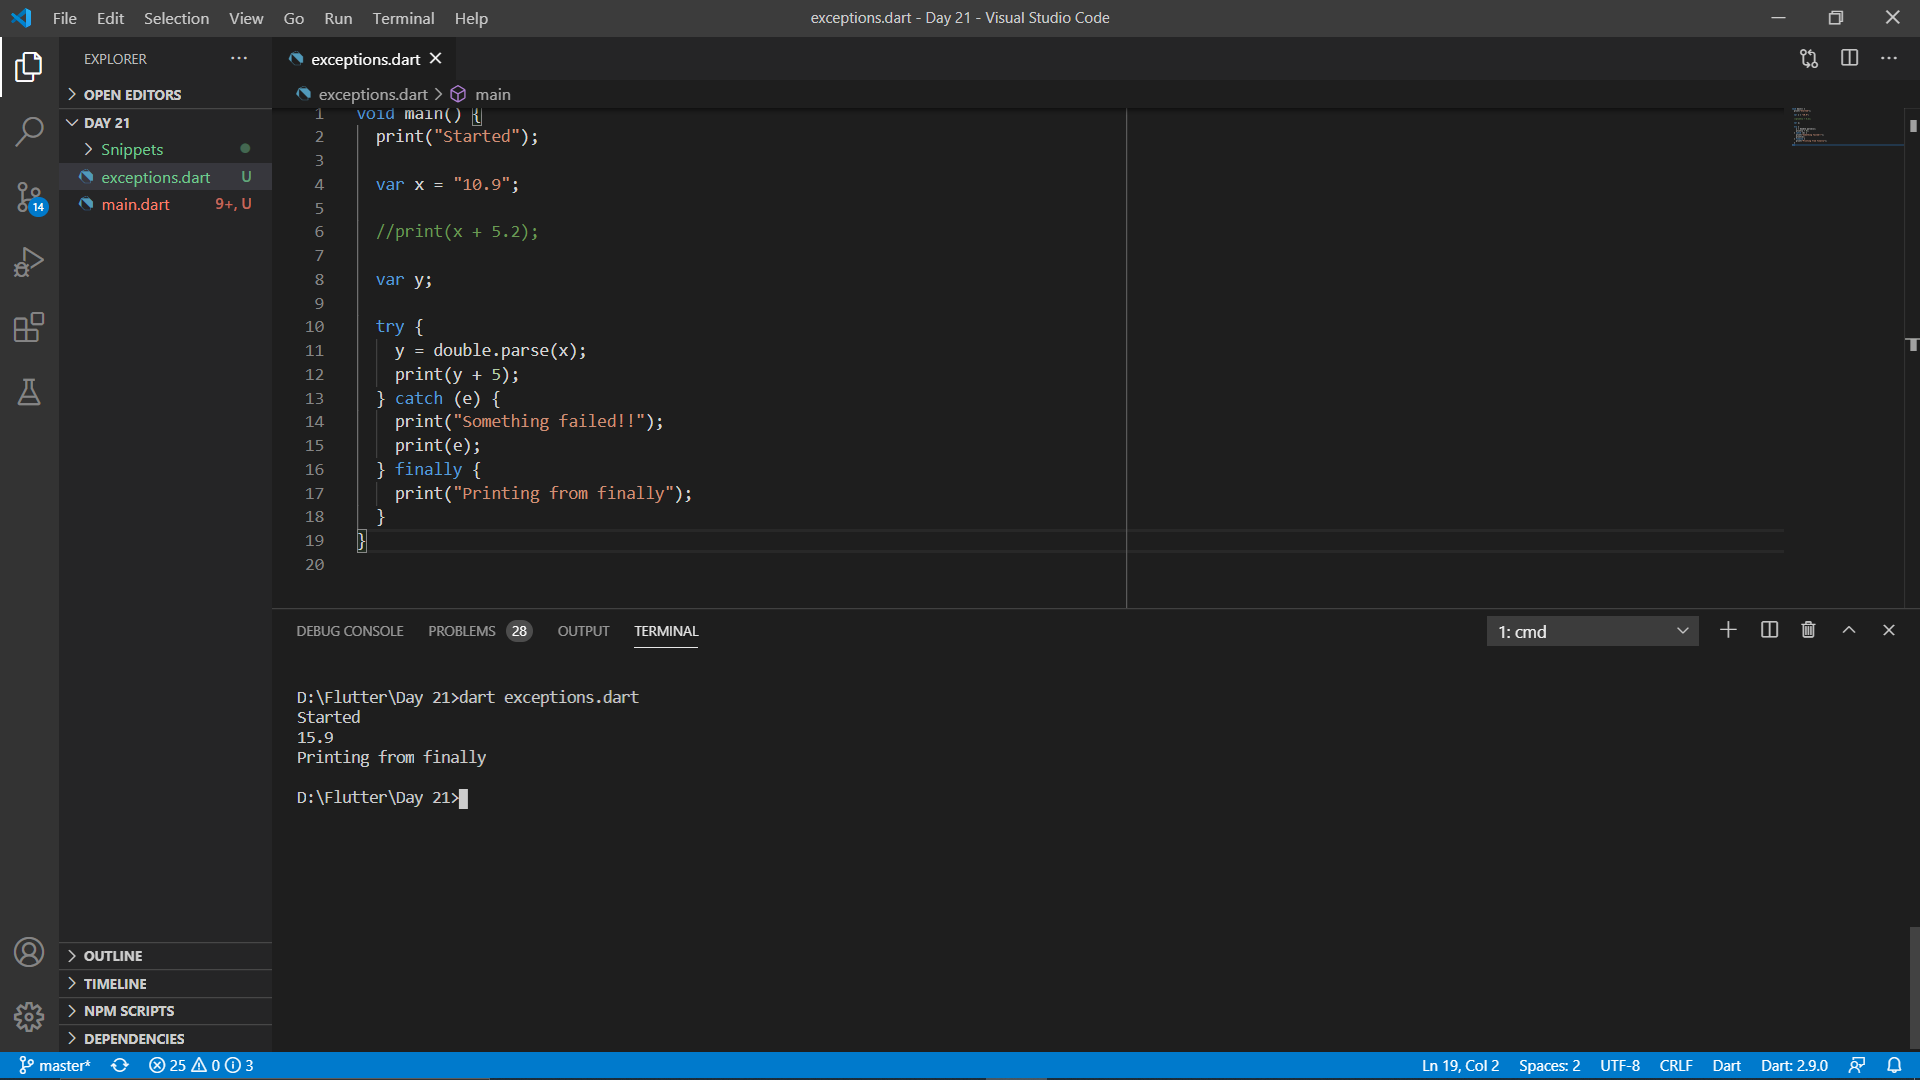 File Edit Selection View Go Run Terminal Help
exceptions.dart - Day 21 - Visual Studio Code
EXPLORER
OPEN EDITORS
DAY 21
Snippets
exceptions.dart U
main.dart 9+, U
14
OUTLINE
TIMELINE
NPM SCRIPTS
DEPENDENCIES
exceptions.dart
exceptions.dart > main
1 void main() {
2 print("Started");
3
4 var x = "10.9";
5
6 //print(x + 5.2);
7
8 var y;
9
10 try {
11 y = double.parse(x);
12 print(y + 5);
13 } catch (e) {
14 print("Something failed!!");
15 print(e);
16 } finally {
17 print("Printing from finally");
18 }
19 }
20
DEBUG CONSOLE PROBLEMS 28 OUTPUT TERMINAL
1: cmd
D:\Flutter\Day 21>dart exceptions.dart
Started
15.9
Printing from finally
D:\Flutter\Day 21>
master* 25 0 3
Ln 19, Col 2 Spaces: 2 UTF-8 CRLF Dart Dart: 2.9.0